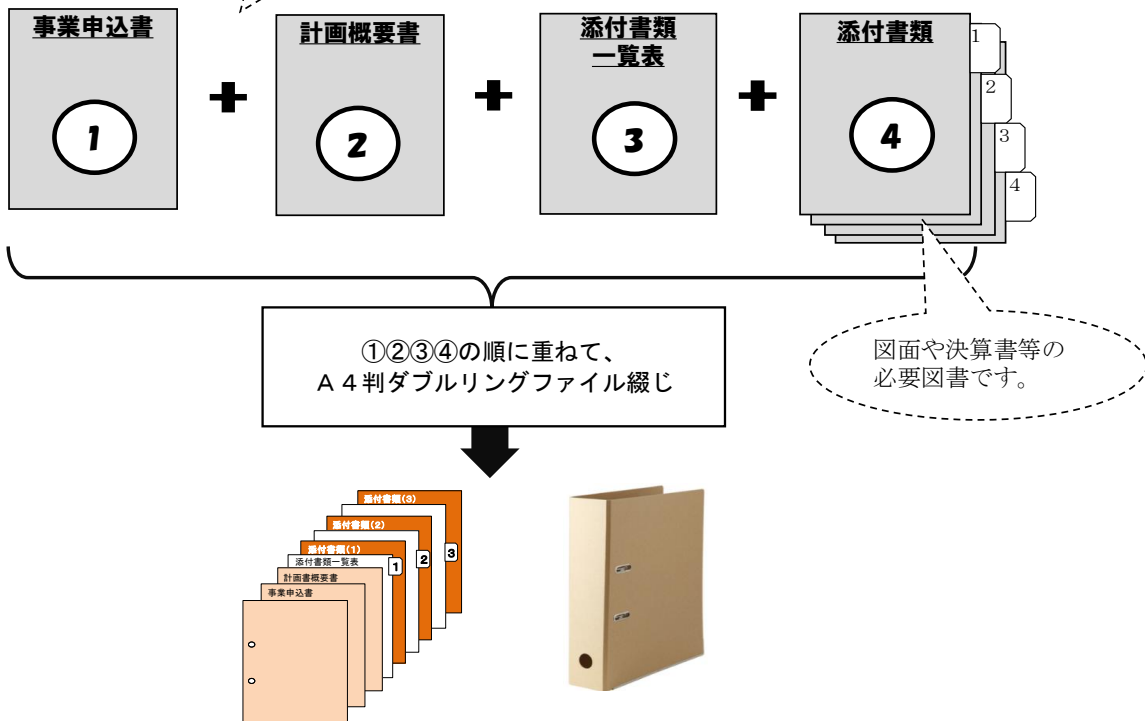 事業申込書
1
計画概要書
2
添付書類
一覧表
3
添付書類
4
1
2
3
4
①②③④の順に重ねて、
A４判ダブルリングファイル綴じ
図面や決算書等の
必要図書です。
添付書類(3)
添付書類(2)
添付書類(1)
添付書類一覧表
計画書概要書
事業申込書
1
2
3